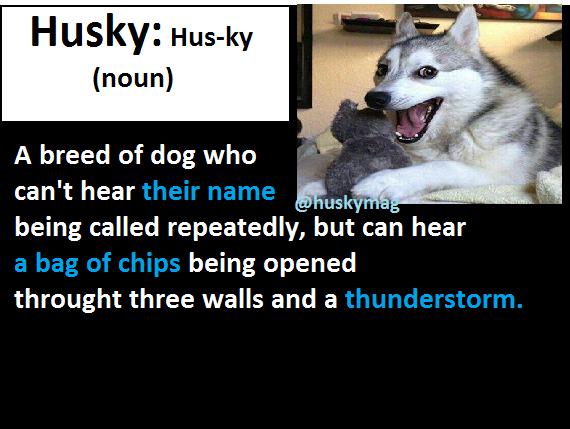 Husky: Hus-ky
(noun)
A breed of dog who
can't hear their name
@huskymag
being called repeatedly, but can hear
a bag of chips being opened
throught three walls and a thunderstorm.